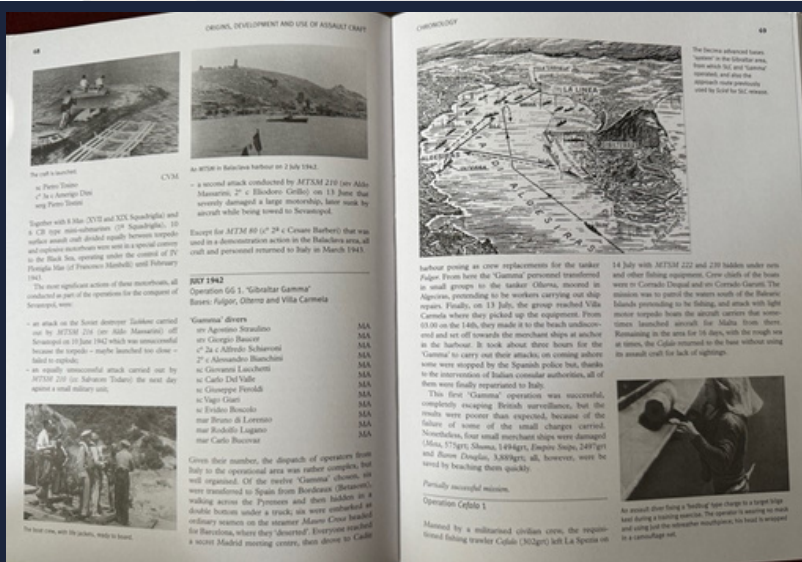 68
ORIGINS, DEVELOPMENT AND USE OF ASSAULT CRAFT
The craft is launched.
sc Pietro Tosino
CVM
c° 3a c Amerigo Dini
serg Pietro Tosini
Together with 8 Mas (XVII and XIX Squadriglia) and
6 CB type mini-submarines (1ª Squadriglia), 10
surface assault craft divided equally between torpedo
and explosive motorboats were sent in a special convoy
to the Black Sea, operating under the control of IV
Flotiglia Mas (cf Francesco Mimbelli) until February
1943.
The most significant actions of these motorboats, all
conducted as part of the operations for the conquest of
Sevastopol, were:
– an attack on the Soviet destroyer Tashkent carried
out by MTSM 216 (stv Aldo Massarini) off
Sevastopol on 10 June 1942 which was unsuccessful
because the torpedo – maybe launched too close –
failed to explode;
– an equally unsuccessful attack carried out by
MTSM 210 (cc Salvatore Todaro) the next day
against a small military unit;
The boat crew, with life jackets, ready to board.
An MTSM in Balaclava harbour on 2 July 1942.
– a second attack conducted by MTSM 210 (stv Aldo
Massarini, 2° c Eliodoro Grillo) on 13 June that
severely damaged a large motorship, later sunk by
aircraft while being towed to Sevastopol.
Except for MTM 80 (c° 2ª c Cesare Barberi) that was
used in a demonstration action in the Balaclava area, all
craft and personnel returned to Italy in March 1943.
JULY 1942
Operation GG 1. 'Gibraltar Gamma'
Bases: Fulgor, Olterra and Villa Carmela
'Gamma' divers
stv Agostino Straulino MA
stv Giorgio Baucer MA
c° 2a c Alfredo Schiavoni MA
2° c Alessandro Bianchini MA
sc Giovanni Lucchetti MA
sc Carlo Del Valle MA
sc Giuseppe Feroldi MA
sc Vago Giari MA
sc Evideo Boscolo MA
mar Bruno di Lorenzo MA
mar Rodolfo Lugano MA
mar Carlo Bucovaz MA
Given their number, the dispatch of operators from
Italy to the operational area was rather complex, but
well organised. Of the twelve 'Gamma' chosen, six
were transferred to Spain from Bordeaux (Betasom),
walking across the Pyrenees and then hidden in a
double bottom under a truck; six were embarked as
ordinary seamen on the steamer Mauro Croce headed
for Barcelona, where they 'deserted'. Everyone reached
a secret Madrid meeting centre, then drove to Cadiz
CHRONOLOGY
69
LA LINEA
ALGESIRAS
The Decima advanced bases
'system' in the Gibraltar area,
from which SLC and 'Gamma'
operated, and also the
approach route previously
used by Scirè for SLC release.
harbour posing as crew replacements for the tanker
Fulgor. From here the 'Gamma' personnel transferred
in small groups to the tanker Olterra, moored in
Algeciras, pretending to be workers carrying out ship
repairs. Finally, on 13 July, the group reached Villa
Carmela where they picked up the equipment. From
03.00 on the 14th, they made it to the beach undiscov-
ered and set off towards the merchant ships at anchor
in the harbour. It took about three hours for the
'Gamma' to carry out their attacks; on coming ashore
some were stopped by the Spanish police but, thanks
to the intervention of Italian consular authorities, all of
them were finally repatriated to Italy.
This first 'Gamma' operation was successful,
completely escaping British surveillance, but the
results were poorer than expected, because of the
failure of some of the small charges carried.
Nonetheless, four small merchant ships were damaged
(Meta, 575grt; Shuma, 1494grt, Empire Snipe, 2497grt
and Baron Douglas, 3,889grt; all, however, were be
saved by beaching them quickly.
Partially successful mission.
Operation Cefalo 1
Manned by a militarised civilian crew, the requisi-
tioned fishing trawler Cefalo (302grt) left La Spezia on
14 July with MTSM 222 and 230 hidden under nets
and other fishing equipment. Crew chiefs of the boats
were tv Corrado Dequal and stv Corrado Garutti. The
mission was to patrol the waters south of the Balearic
Islands pretending to be fishing, and attack with light
motor torpedo boats the aircraft carriers that some-
times launched aircraft for Malta from there.
Remaining in the area for 16 days, with the rough sea
at times, the Cefalo returned to the base without using
its assault craft for lack of sightings.
An assault diver fixing a 'bedbug' type charge to a target bilge
keel during a training exercise. The operator is wearing no mask
and using just the rebreather mouthpiece; his head is wrapped
in a camouflage net.